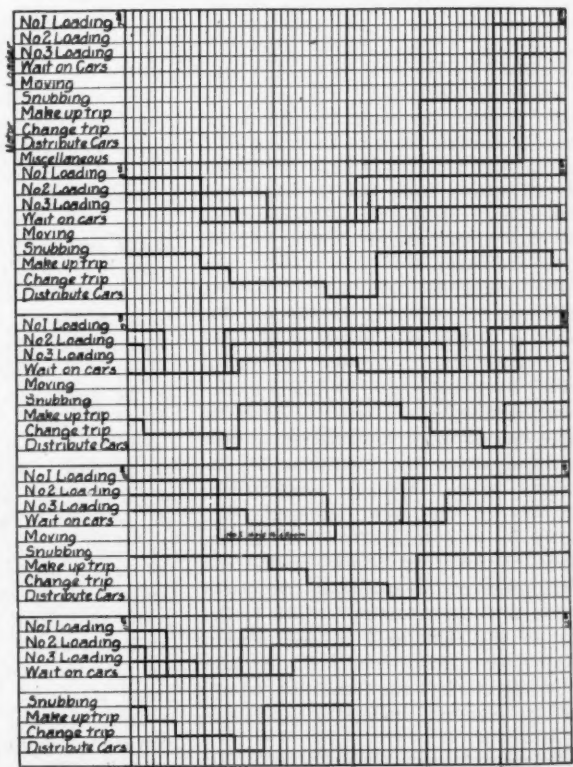 Loader
Motor
No1 Loading
No2 Loading
No3 Loading
Wait on Cars
Moving
Snubbing
Make up trip
Change trip
Distribute Cars
Miscellaneous
No1 Loading
No2 Loading
No3 Loading
Wait on cars
Moving
Snubbing
Make up trip
Change trip
Distribute Cars
No1 Loading
No2 Loading
No3 Loading
Wait on cars
Moving
Snubbing
Make up trip
Change trip
Distribute Cars
No1 Loading
No2 Loading
No3 Loading
Wait on cars
Moving
Snubbing
Make up trip
Change trip
Distribute Cars
No1 Loading
No2 Loading
No3 Loading
Wait on cars
Snubbing
Make up trip
Change trip
Distribute Cars